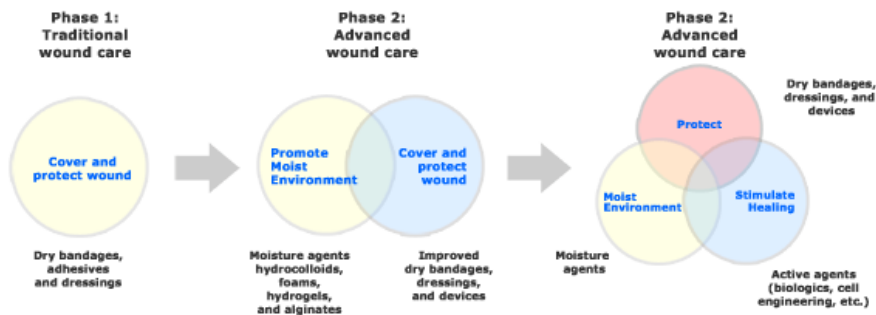 Phase 1:
Traditional
wound care
Cover and
protect wound
Dry bandages,
adhesives
and dressings
Phase 2:
Advanced
wound care
Promote
Moist
Environment
Cover and
protect
wound
Moisture agents
hydrocolloids,
foams,
hydrogels,
and alginates
Improved
dry bandages,
dressings,
and devices
Phase 2:
Advanced
wound care
Protect
Dry bandages,
dressings, and
devices
Moist
Environment
Stimulate
Healing
Moisture
agents
Active agents
(biologics, cell
engineering, etc.)